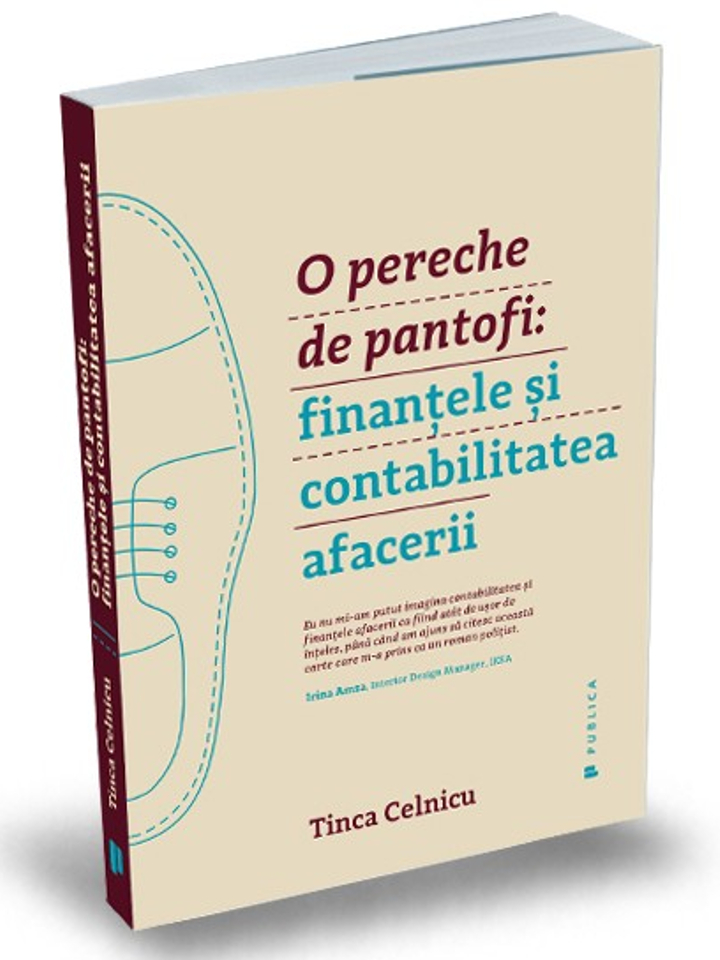 O pereche
de pantofi:
finanțele și
contabilitatea
afacerii
Eu nu mi-am putut imagina contabilitatea și
finanțele afacerii ca fiind atât de ușor de
înțeles, până când am ajuns să citesc această
carte care m-a prins ca un roman polițist.
Irina Amza, Interior Design Manager, IKEA
PUBLICA
Tinca Celnicu
O pereche de pantofi:
finanțele și contabilitatea afacerii
Tinca Celnicu